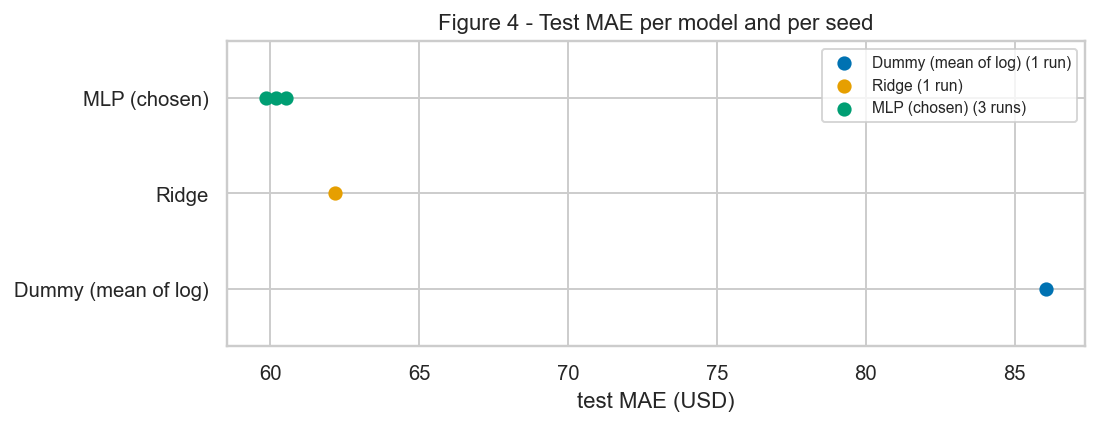 Figure 4 - Test MAE per model and per seed
Dummy (mean of log) (1 run)
Ridge (1 run)
MLP (chosen) (3 runs)
MLP (chosen)
Ridge
Dummy (mean of log)
60 65 70 75 80 85
test MAE (USD)